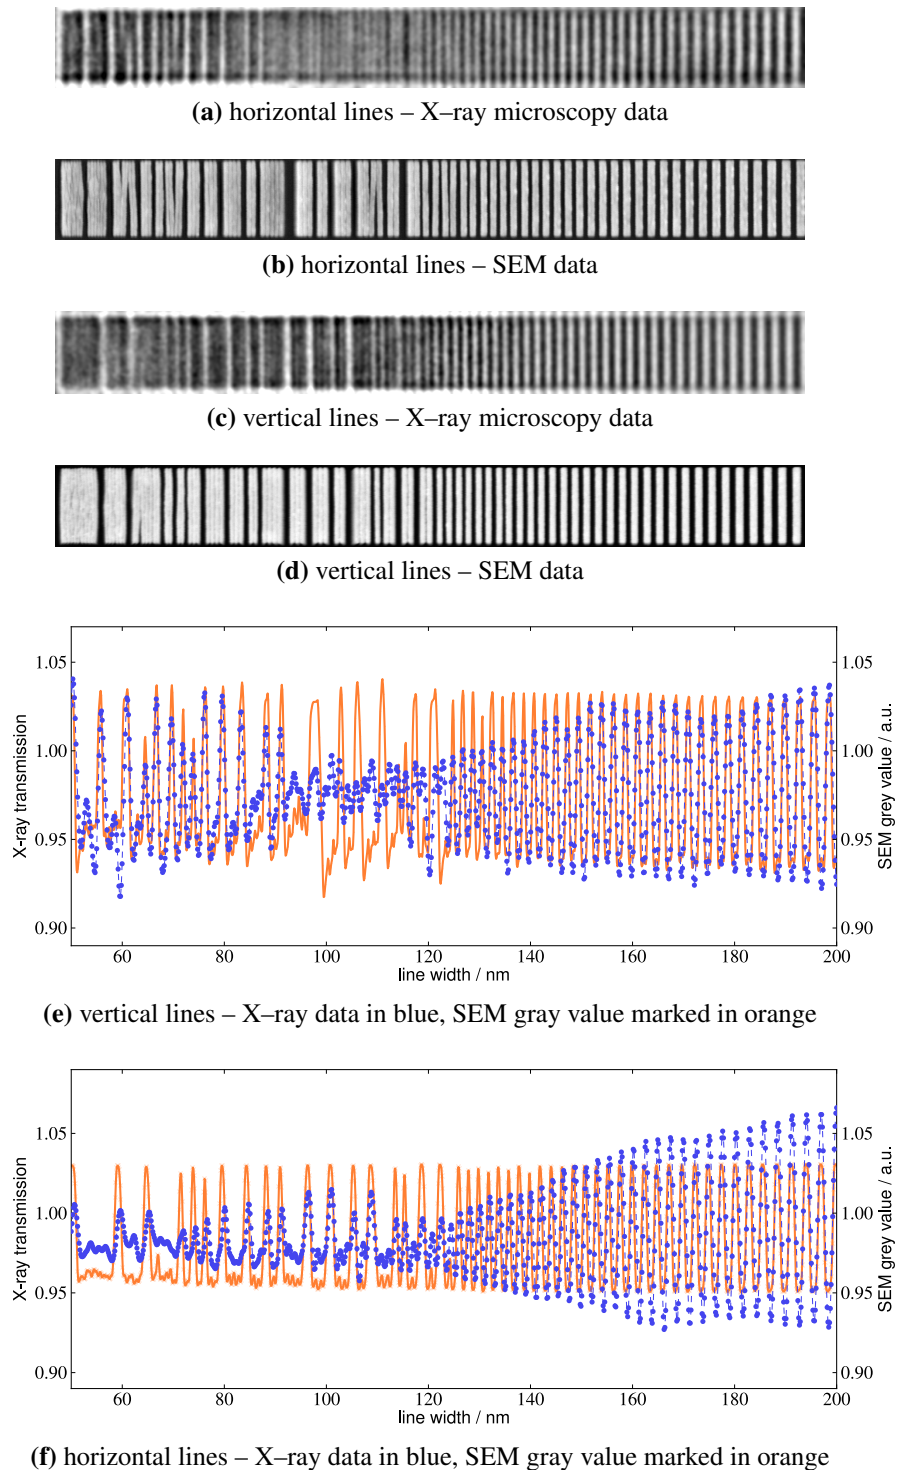 (a) horizontal lines – X–ray microscopy data
(b) horizontal lines – SEM data
(c) vertical lines – X–ray microscopy data
(d) vertical lines – SEM data
1.05
1.00
0.95
0.90
X-ray transmission
1.05
1.00
0.95
0.90
SEM grey value / a.u.
60 80 100 120 140 160 180 200
line width / nm
(e) vertical lines – X–ray data in blue, SEM gray value marked in orange
1.05
1.00
0.95
0.90
X-ray transmission
1.05
1.00
0.95
0.90
SEM grey value / a.u.
60 80 100 120 140 160 180 200
line width / nm
(f) horizontal lines – X–ray data in blue, SEM gray value marked in orange